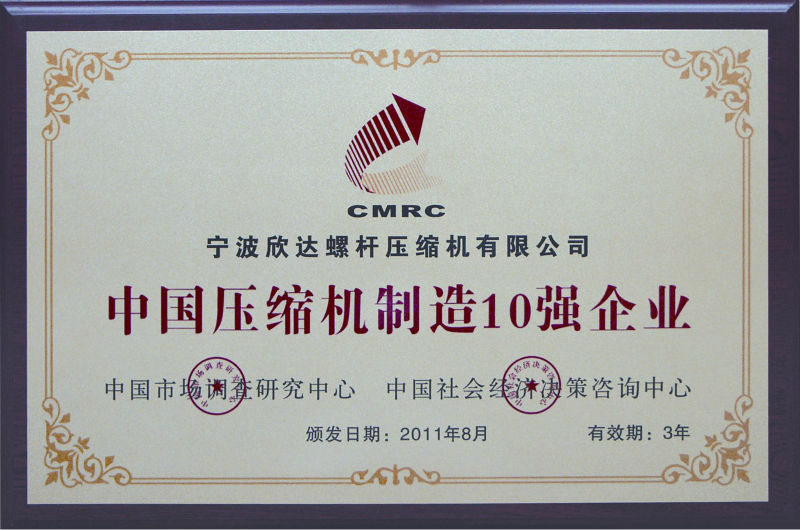 CMRC
宁波欣达螺杆压缩机有限公司
中国压缩机制造10强企业
中国市场调查研究中心 中国社会经济决策咨询中心
颁发日期：2011年8月 有效期：3年